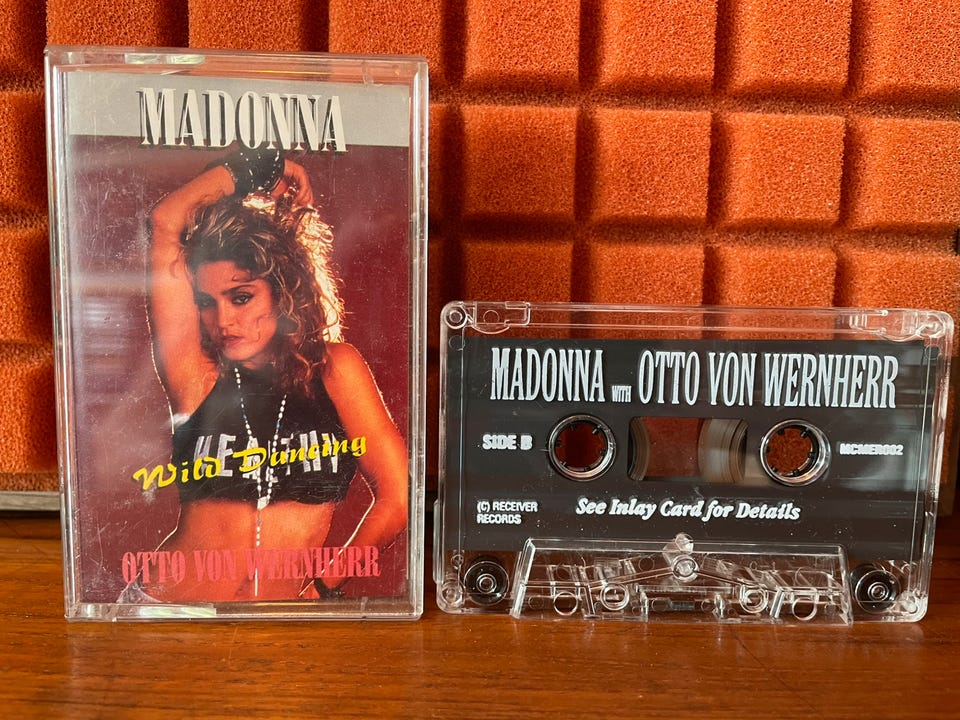 MADONNA
HEALTHY
Wild Dancing
OTTO VON WERNHERR
MADONNA WITH OTTO VON WERNHERR
SIDE B
MCMER002
(C) RECEIVER
RECORDS
See Inlay Card for Details